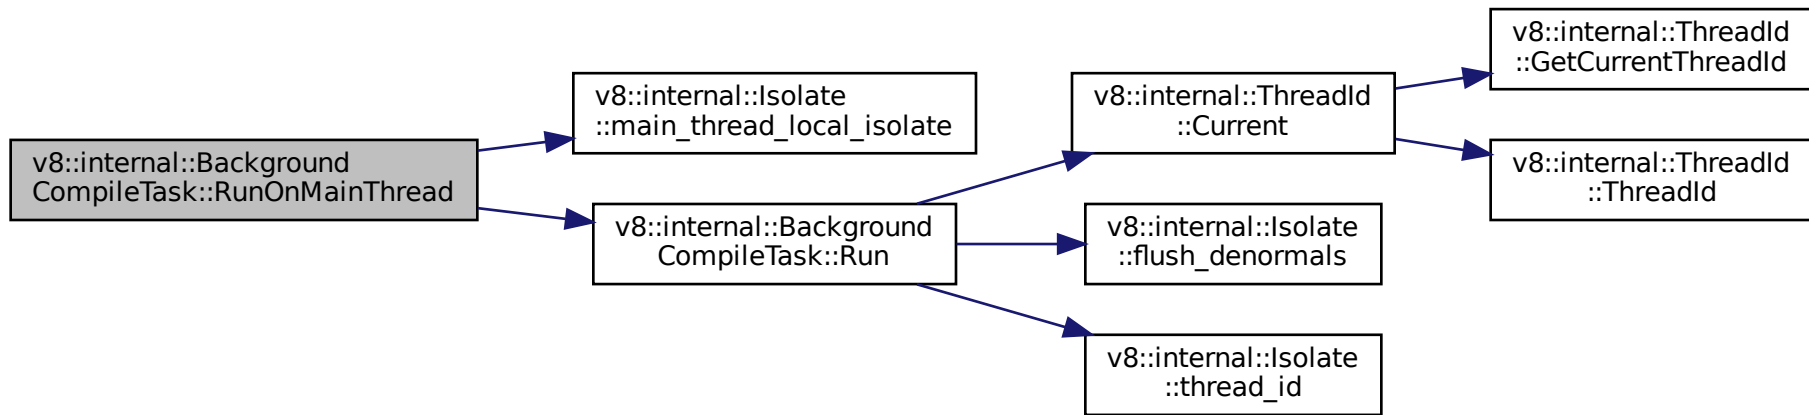 v8::internal::Background
CompileTask::RunOnMainThread
v8::internal::Isolate
::main_thread_local_isolate
v8::internal::Background
CompileTask::Run
v8::internal::ThreadId
::Current
v8::internal::ThreadId
::GetCurrentThreadId
v8::internal::ThreadId
::ThreadId
v8::internal::Isolate
::flush_denormals
v8::internal::Isolate
::thread_id